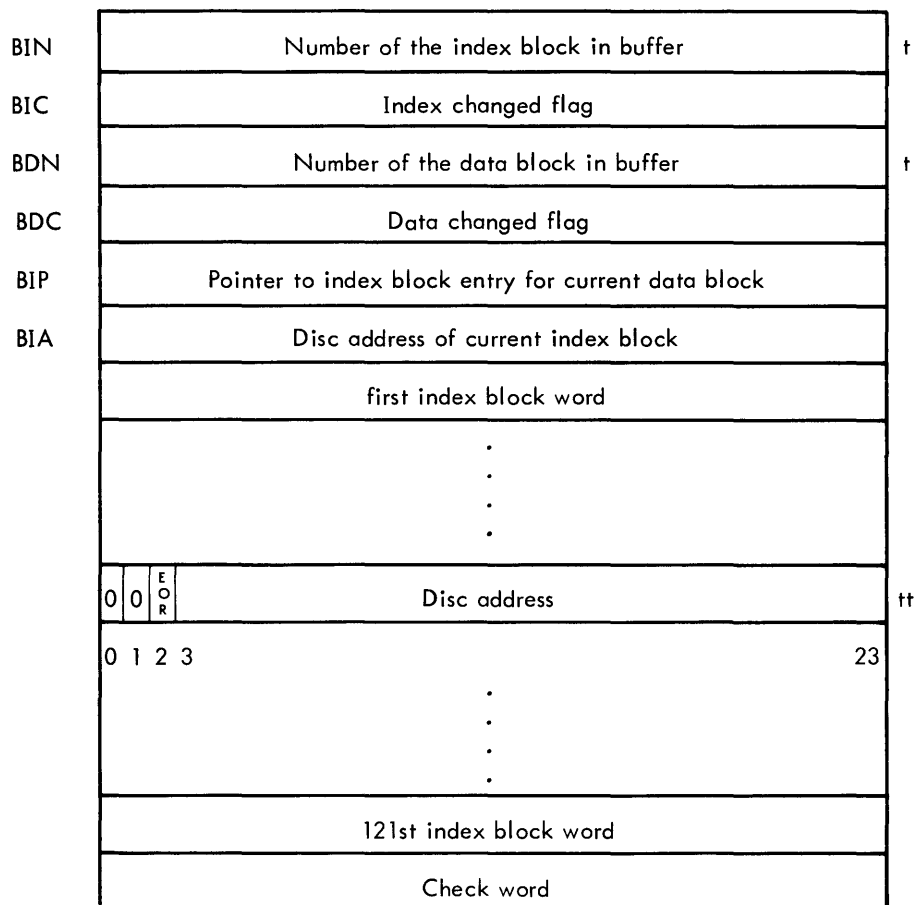 BIN Number of the index block in buffer t
BIC Index changed flag
BDN Number of the data block in buffer t
BDC Data changed flag
BIP Pointer to index block entry for current data block
BIA Disc address of current index block
first index block word
0 0 EOR Disc address tt
0 1 2 3 23
121st index block word
Check word